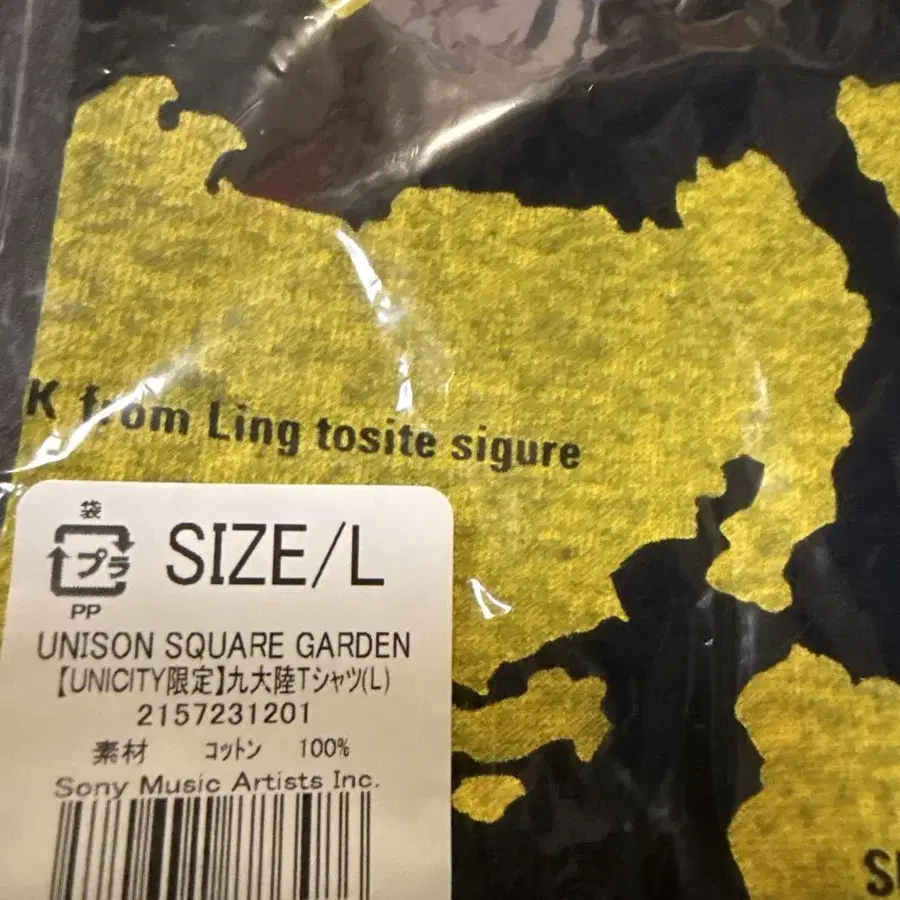 K from Ling tosite sigure
袋
プラ
PP
SIZE/L
UNISON SQUARE GARDEN
【UNICITY限定】九大陸Tシャツ(L)
2157231201
素材 コットン 100%
Sony Music Artists Inc.